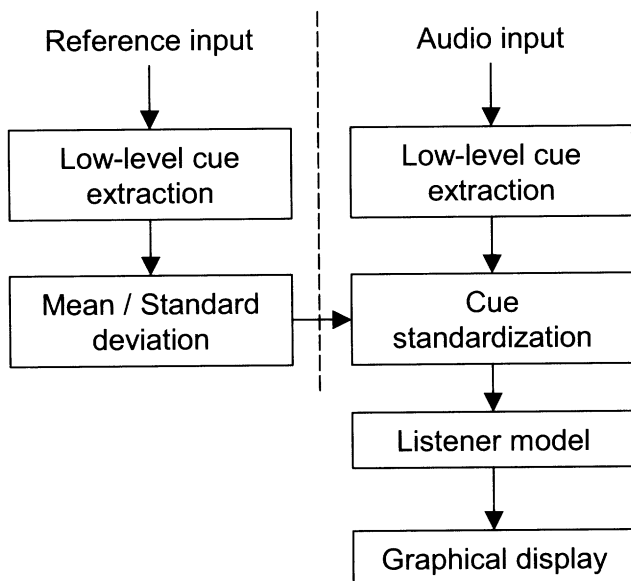 Reference input
Low-level cue
extraction
Mean / Standard
deviation
Audio input
Low-level cue
extraction
Cue
standardization
Listener model
Graphical display